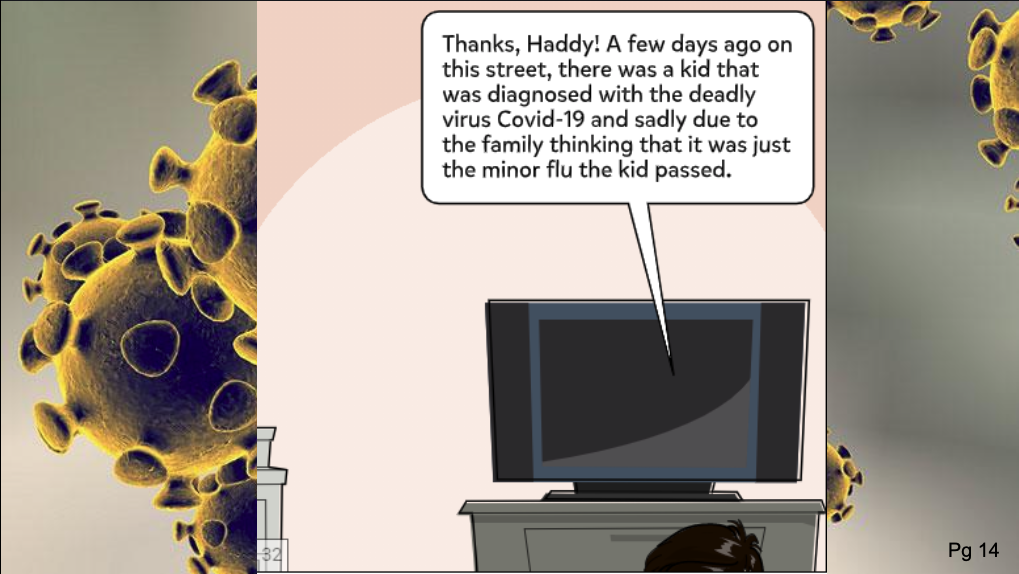 Thanks, Haddy! A few days ago on
this street, there was a kid that
was diagnosed with the deadly
virus Covid-19 and sadly due to
the family thinking that it was just
the minor flu the kid passed.
32
Pg 14